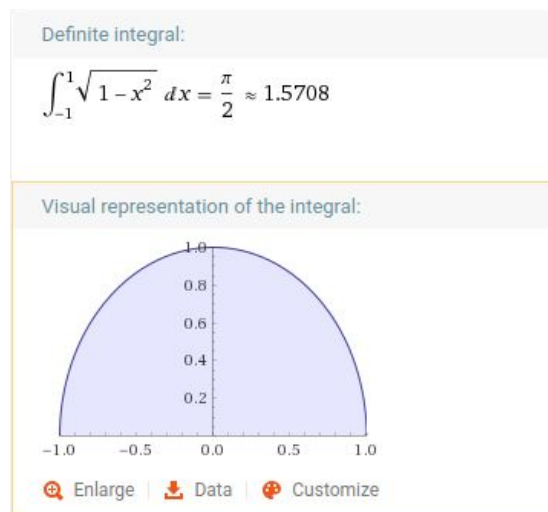 Definite integral:
∫₋₁¹ √(1 − x²) dx = π/2 ≈ 1.5708
Visual representation of the integral:
1.0
0.8
0.6
0.4
0.2
−1.0 −0.5 0.0 0.5 1.0
Enlarge Data Customize